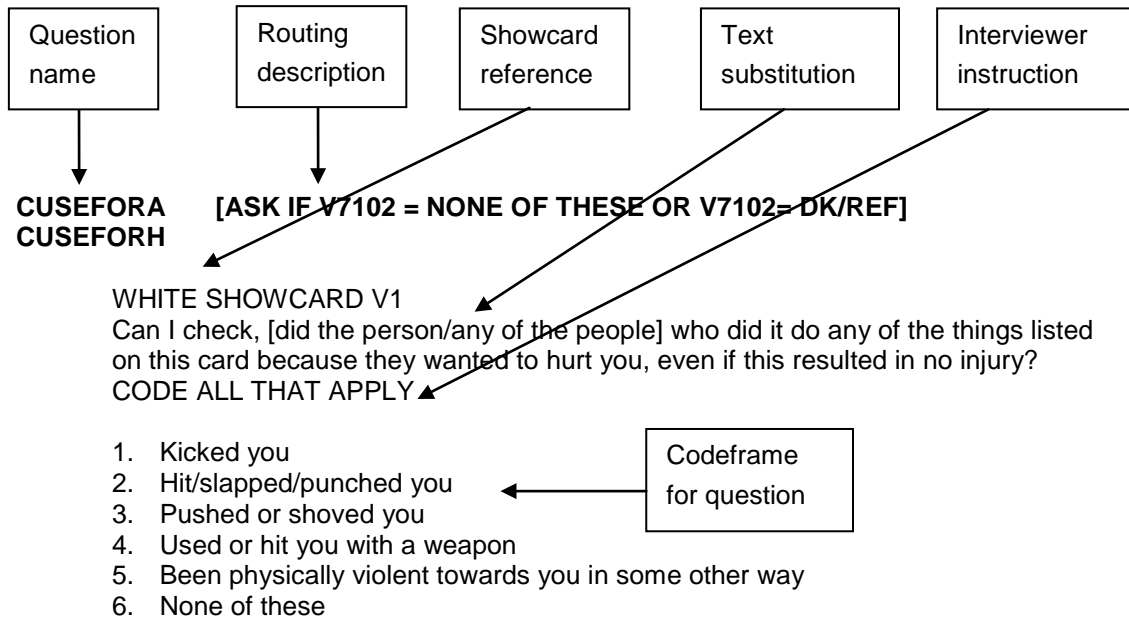 Question
name
Routing
description
Showcard
reference
Text
substitution
Interviewer
instruction
CUSEFORA [ASK IF V7102 = NONE OF THESE OR V7102= DK/REF]
CUSEFORH
WHITE SHOWCARD V1
Can I check, [did the person/any of the people] who did it do any of the things listed
on this card because they wanted to hurt you, even if this resulted in no injury?
CODE ALL THAT APPLY
1. Kicked you
2. Hit/slapped/punched you
3. Pushed or shoved you
4. Used or hit you with a weapon
5. Been physically violent towards you in some other way
6. None of these
Codeframe
for question